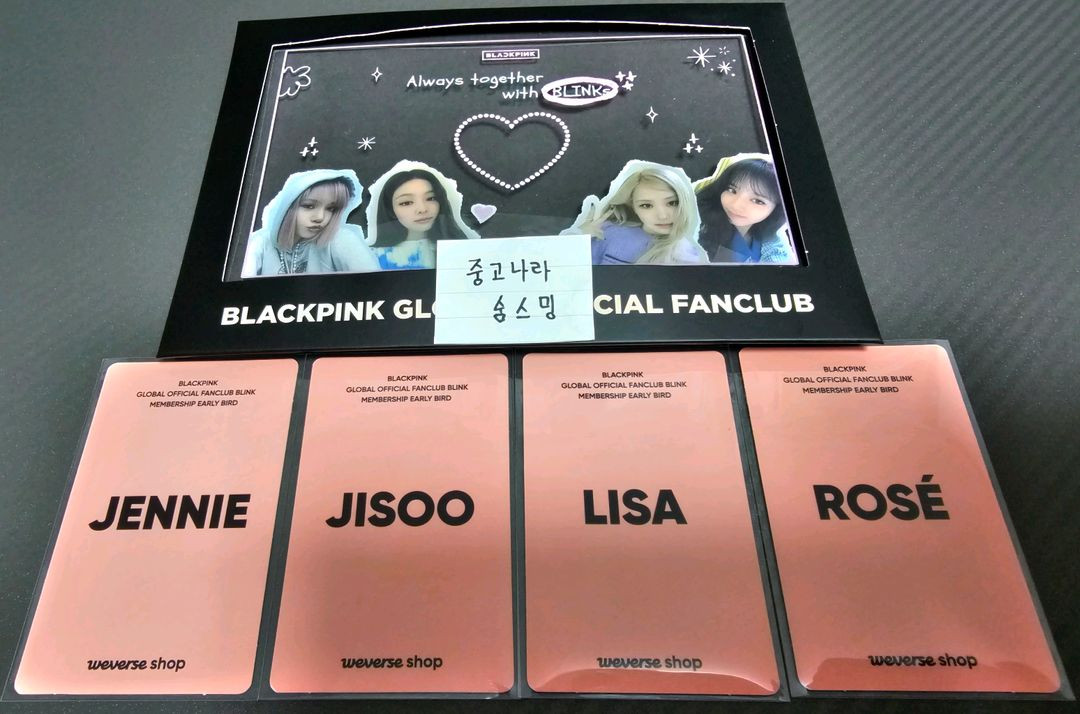 BLACKPINK
Always together
with BLINKs
중고나라
숨스밍
BLACKPINK GL CIAL FANCLUB
BLACKPINK
GLOBAL OFFICIAL FANCLUB BLINK
MEMBERSHIP EARLY BIRD
JENNIE
weverse shop
BLACKPINK
GLOBAL OFFICIAL FANCLUB BLINK
MEMBERSHIP EARLY BIRD
JISOO
weverse shop
BLACKPINK
GLOBAL OFFICIAL FANCLUB BLINK
MEMBERSHIP EARLY BIRD
LISA
weverse shop
BLACKPINK
GLOBAL OFFICIAL FANCLUB BLINK
MEMBERSHIP EARLY BIRD
ROSÉ
weverse shop